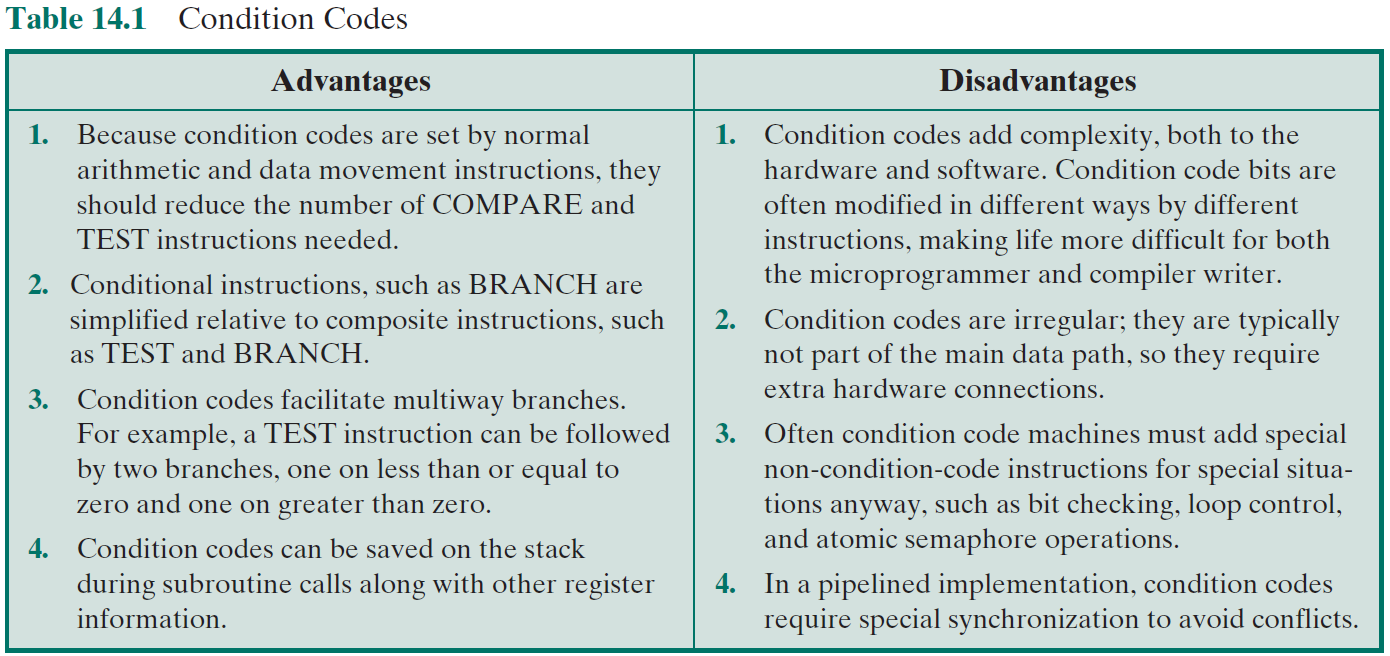 Table 14.1 Condition Codes
Advantages
1. Because condition codes are set by normal
arithmetic and data movement instructions, they
should reduce the number of COMPARE and
TEST instructions needed.
2. Conditional instructions, such as BRANCH are
simplified relative to composite instructions, such
as TEST and BRANCH.
3. Condition codes facilitate multiway branches.
For example, a TEST instruction can be followed
by two branches, one on less than or equal to
zero and one on greater than zero.
4. Condition codes can be saved on the stack
during subroutine calls along with other register
information.
Disadvantages
1. Condition codes add complexity, both to the
hardware and software. Condition code bits are
often modified in different ways by different
instructions, making life more difficult for both
the microprogrammer and compiler writer.
2. Condition codes are irregular; they are typically
not part of the main data path, so they require
extra hardware connections.
3. Often condition code machines must add special
non-condition-code instructions for special situa-
tions anyway, such as bit checking, loop control,
and atomic semaphore operations.
4. In a pipelined implementation, condition codes
require special synchronization to avoid conflicts.